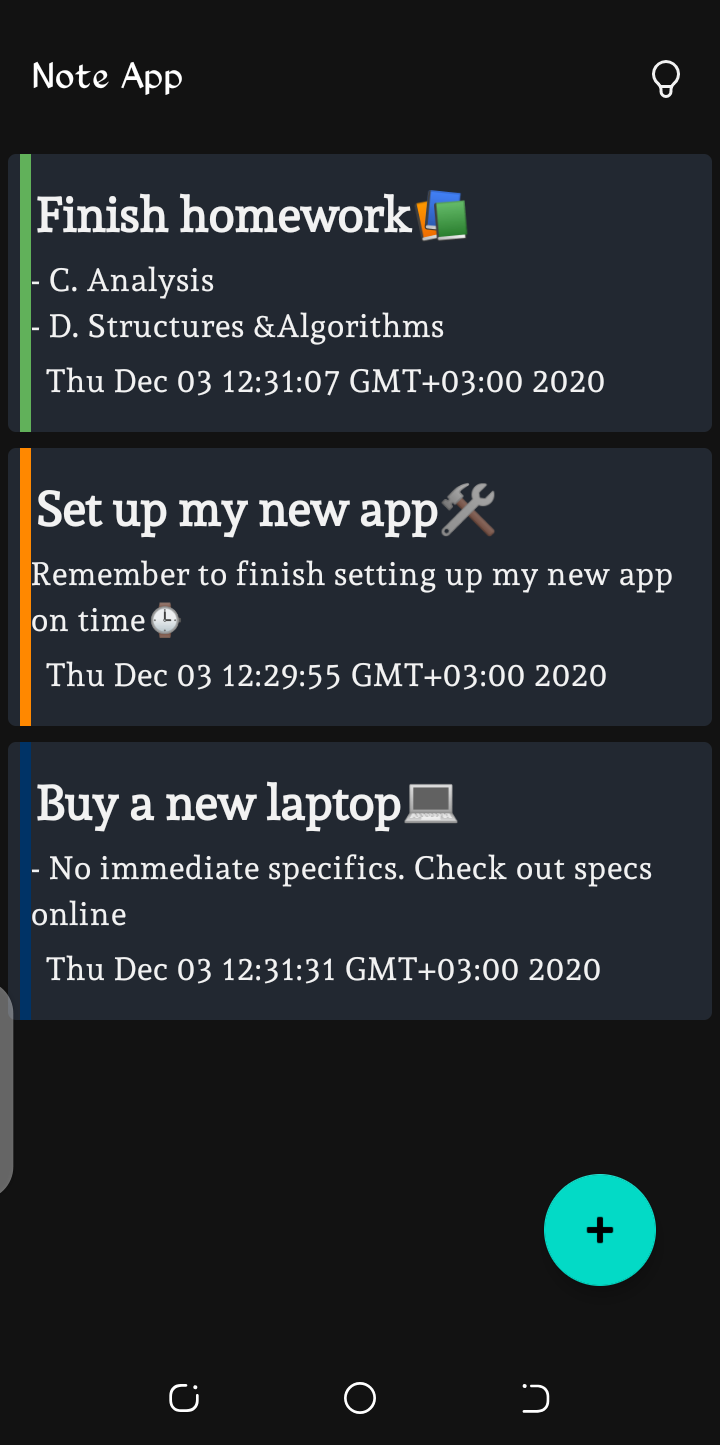 Note App
Finish homework📚
- C. Analysis
- D. Structures &Algorithms
Thu Dec 03 12:31:07 GMT+03:00 2020
Set up my new app🛠
Remember to finish setting up my new app
on time⌚
Thu Dec 03 12:29:55 GMT+03:00 2020
Buy a new laptop💻
- No immediate specifics. Check out specs
online
Thu Dec 03 12:31:31 GMT+03:00 2020
+